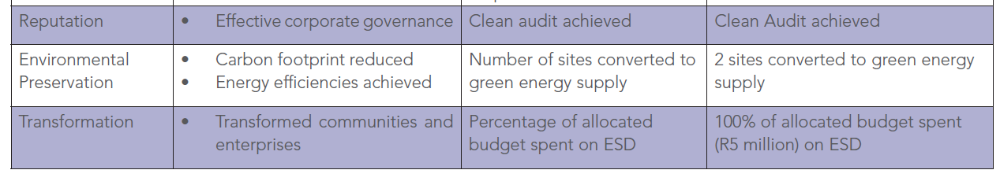 Reputation
• Effective corporate governance
Clean audit achieved
Clean Audit achieved
Environmental
Preservation
• Carbon footprint reduced
• Energy efficiencies achieved
Number of sites converted to
green energy supply
2 sites converted to green energy
supply
Transformation
• Transformed communities and
enterprises
Percentage of allocated
budget spent on ESD
100% of allocated budget spent
(R5 million) on ESD